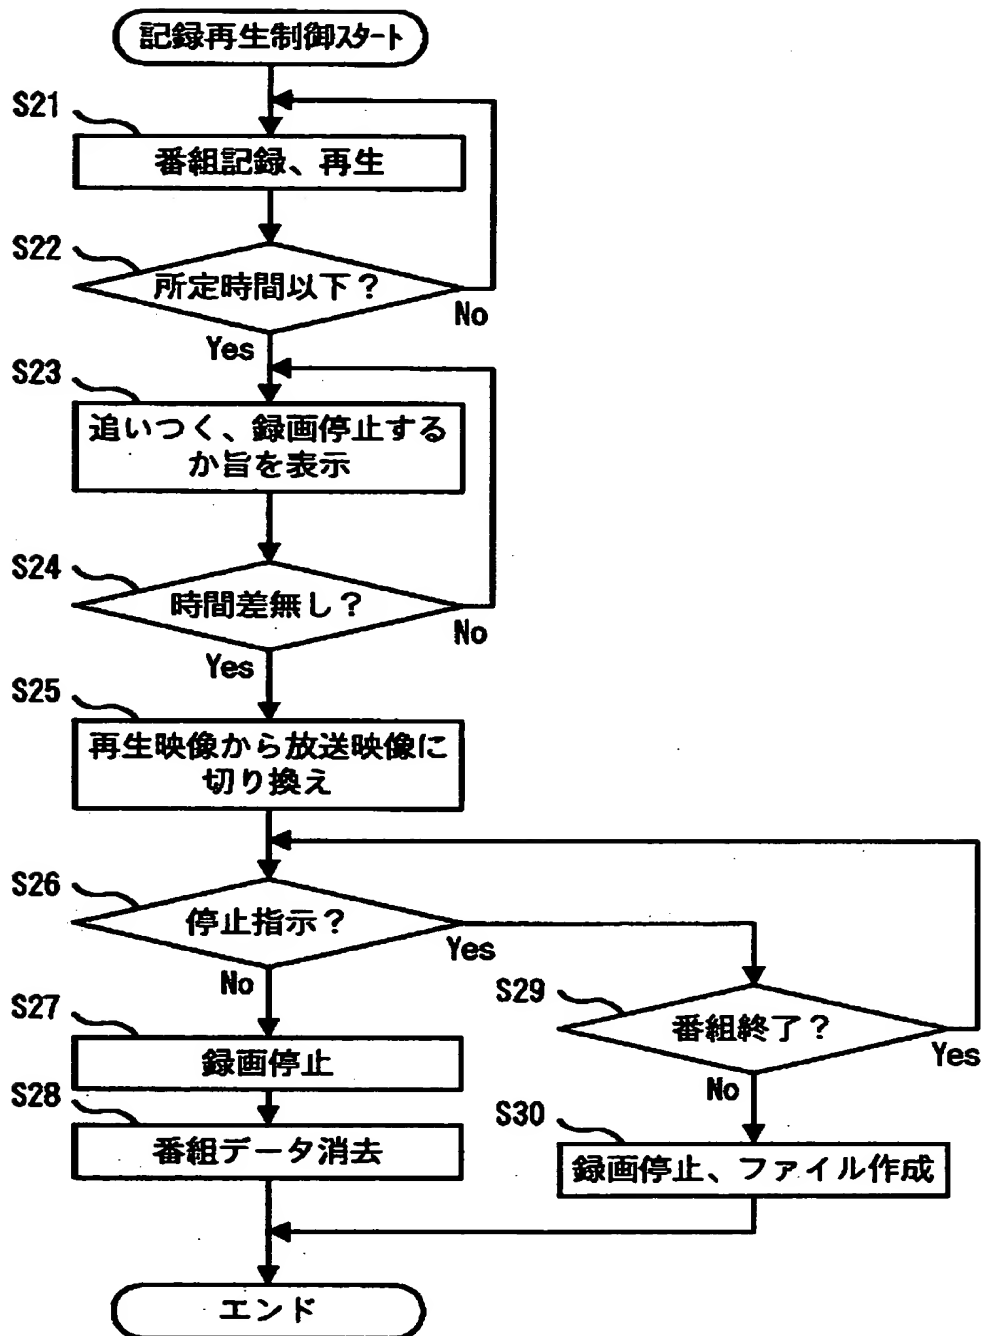 記録再生制御スタート
S21
番組記録、再生
S22
所定時間以下?
No
Yes
S23
追いつく、録画停止する
か旨を表示
S24
時間差無し?
No
Yes
S25
再生映像から放送映像に
切り換え
S26
停止指示?
Yes
No
S27
録画停止
S28
番組データ消去
S29
番組終了?
Yes
No
S30
録画停止、ファイル作成
エンド